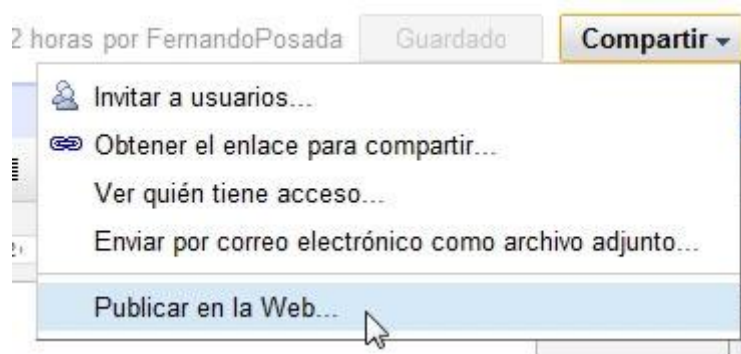 2 horas por FernandoPosada Guardado Compartir
Invitar a usuarios...
Obtener el enlace para compartir...
Ver quién tiene acceso...
Enviar por correo electrónico como archivo adjunto...
Publicar en la Web...